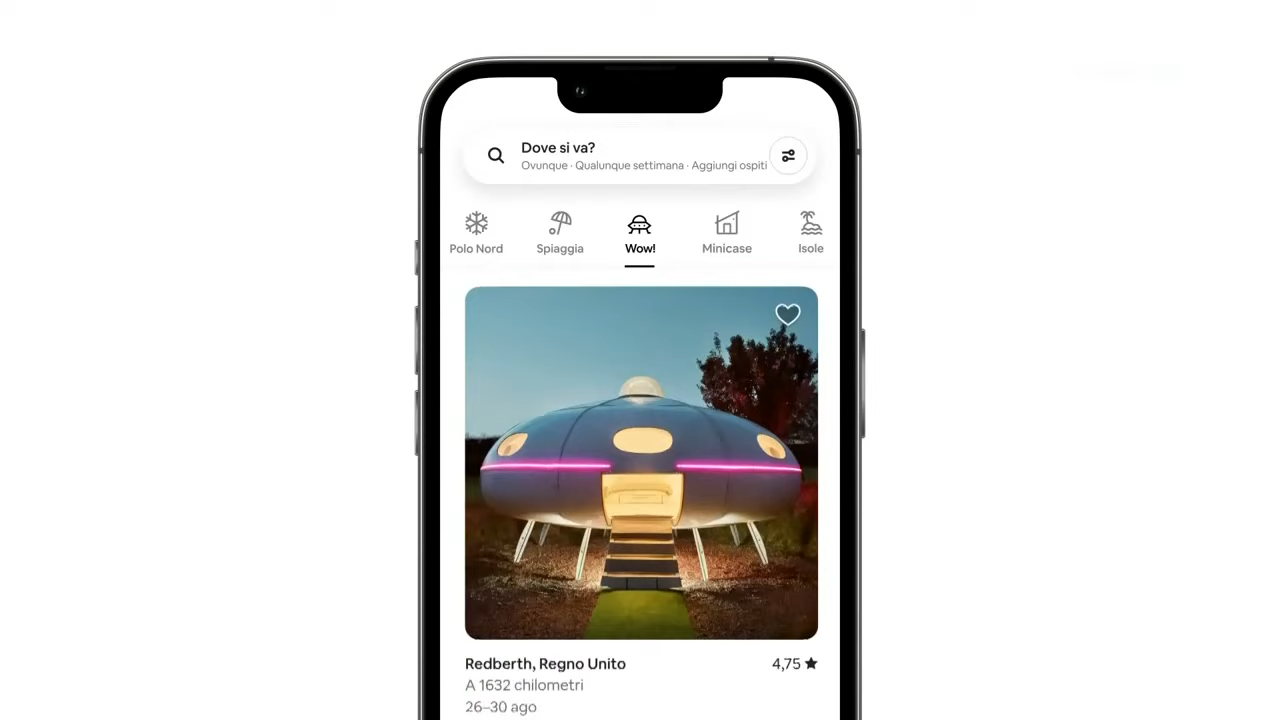 Dove si va?
Ovunque · Qualunque settimana · Aggiungi ospiti
Polo Nord
Spiaggia
Wow!
Minicase
Isole
Redberth, Regno Unito
4,75 ★
A 1632 chilometri
26–30 ago